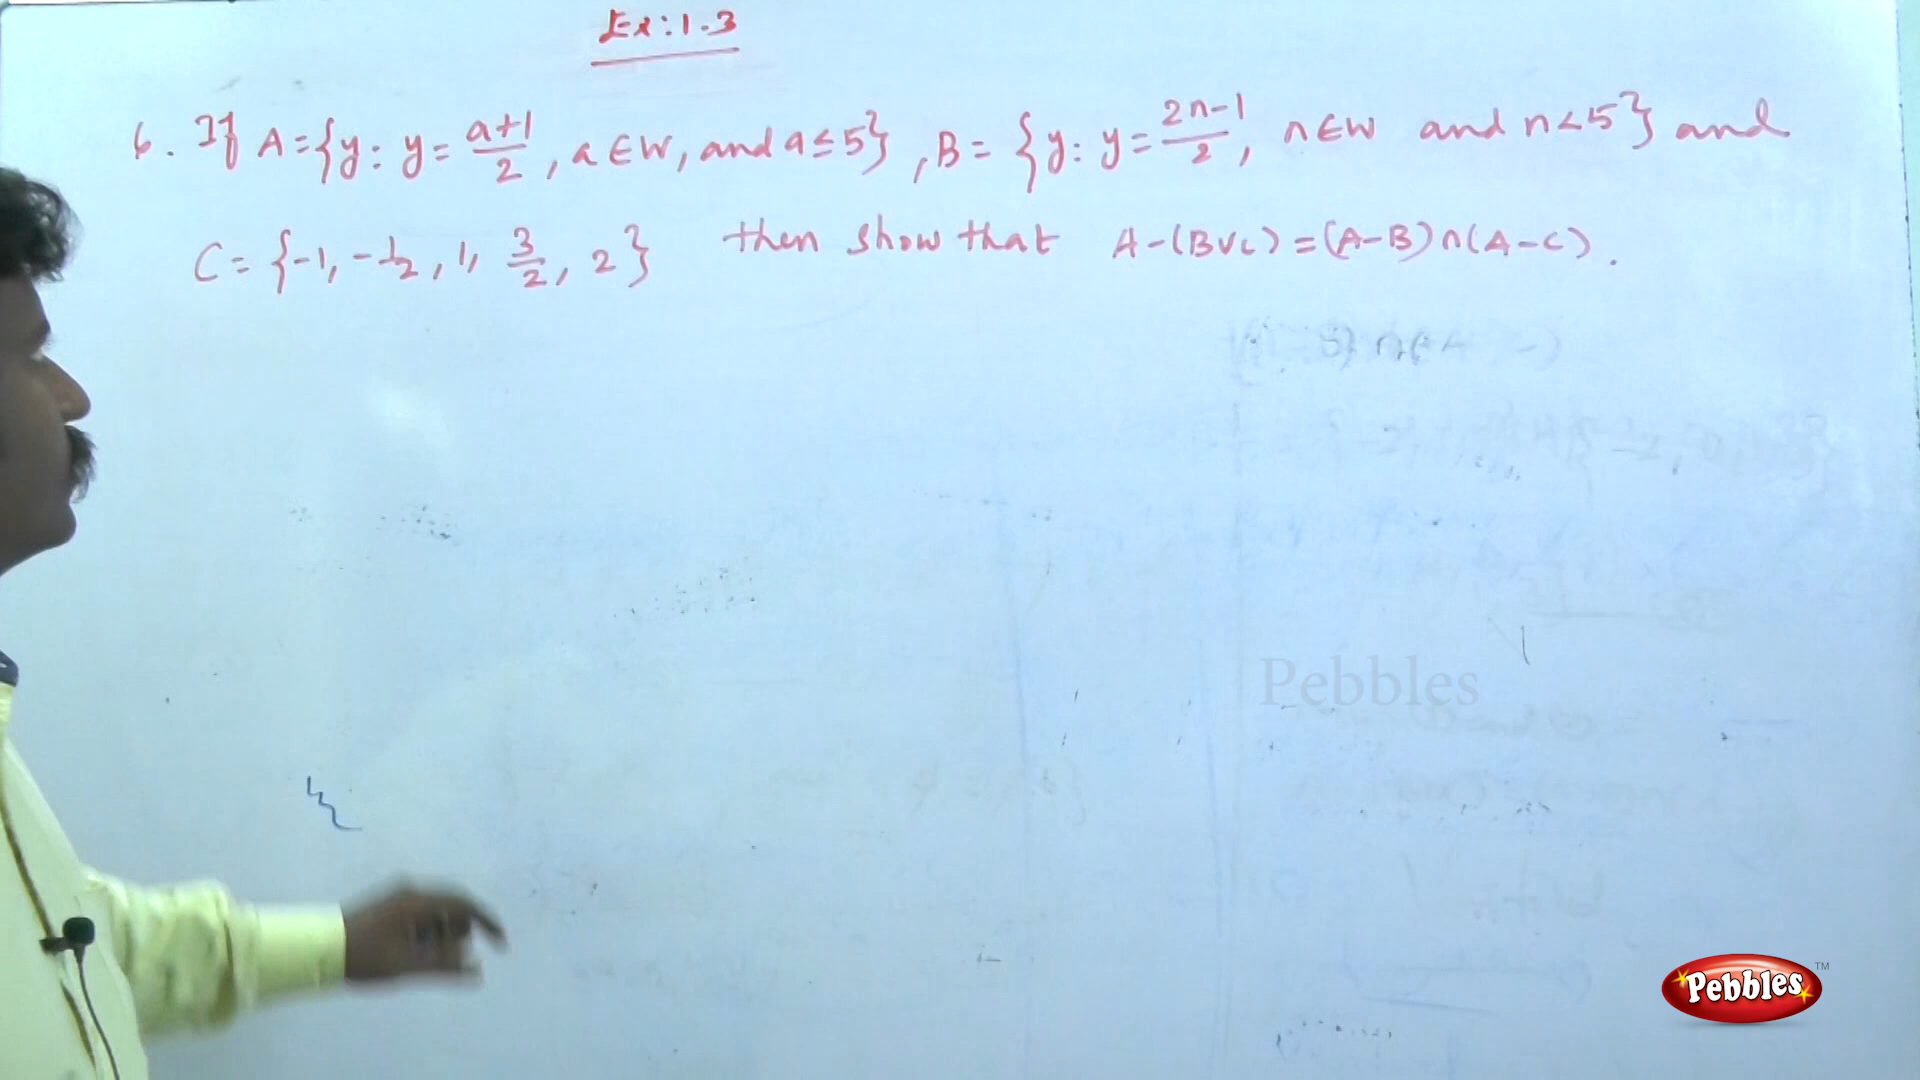 Ex:1.3
6. If A={y: y=a+1/2, a∈W, and a≤5}, B={y: y=2n-1/2, n∈W and n<5} and
C={-1, -1/2, 1, 3/2, 2} then show that A-(B∪C)=(A-B)∩(A-C).
Pebbles
Pebbles TM